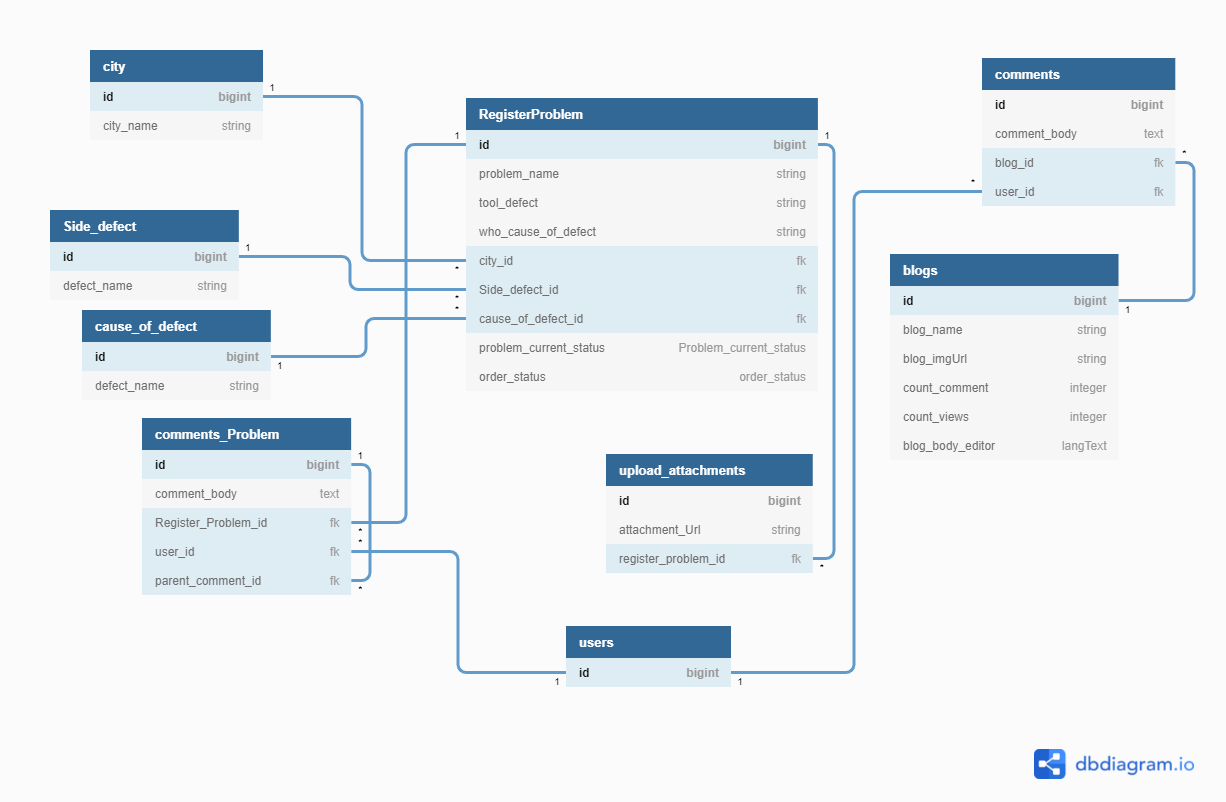 city
id bigint
city_name string
1
Side_defect
id bigint
defect_name string
1
cause_of_defect
id bigint
defect_name string
1
comments_Problem
id bigint
comment_body text
Register_Problem_id fk
user_id fk
parent_comment_id fk
1
*
*
*
RegisterProblem
id bigint
problem_name string
tool_defect string
who_cause_of_defect string
city_id fk
Side_defect_id fk
cause_of_defect_id fk
problem_current_status Problem_current_status
order_status order_status
1
1
*
*
*
upload_attachments
id bigint
attachment_Url string
register_problem_id fk
*
users
id bigint
1
1
comments
id bigint
comment_body text
blog_id fk
user_id fk
*
*
blogs
id bigint
blog_name string
blog_imgUrl string
count_comment integer
count_views integer
blog_body_editor langText
1
dbdiagram.io